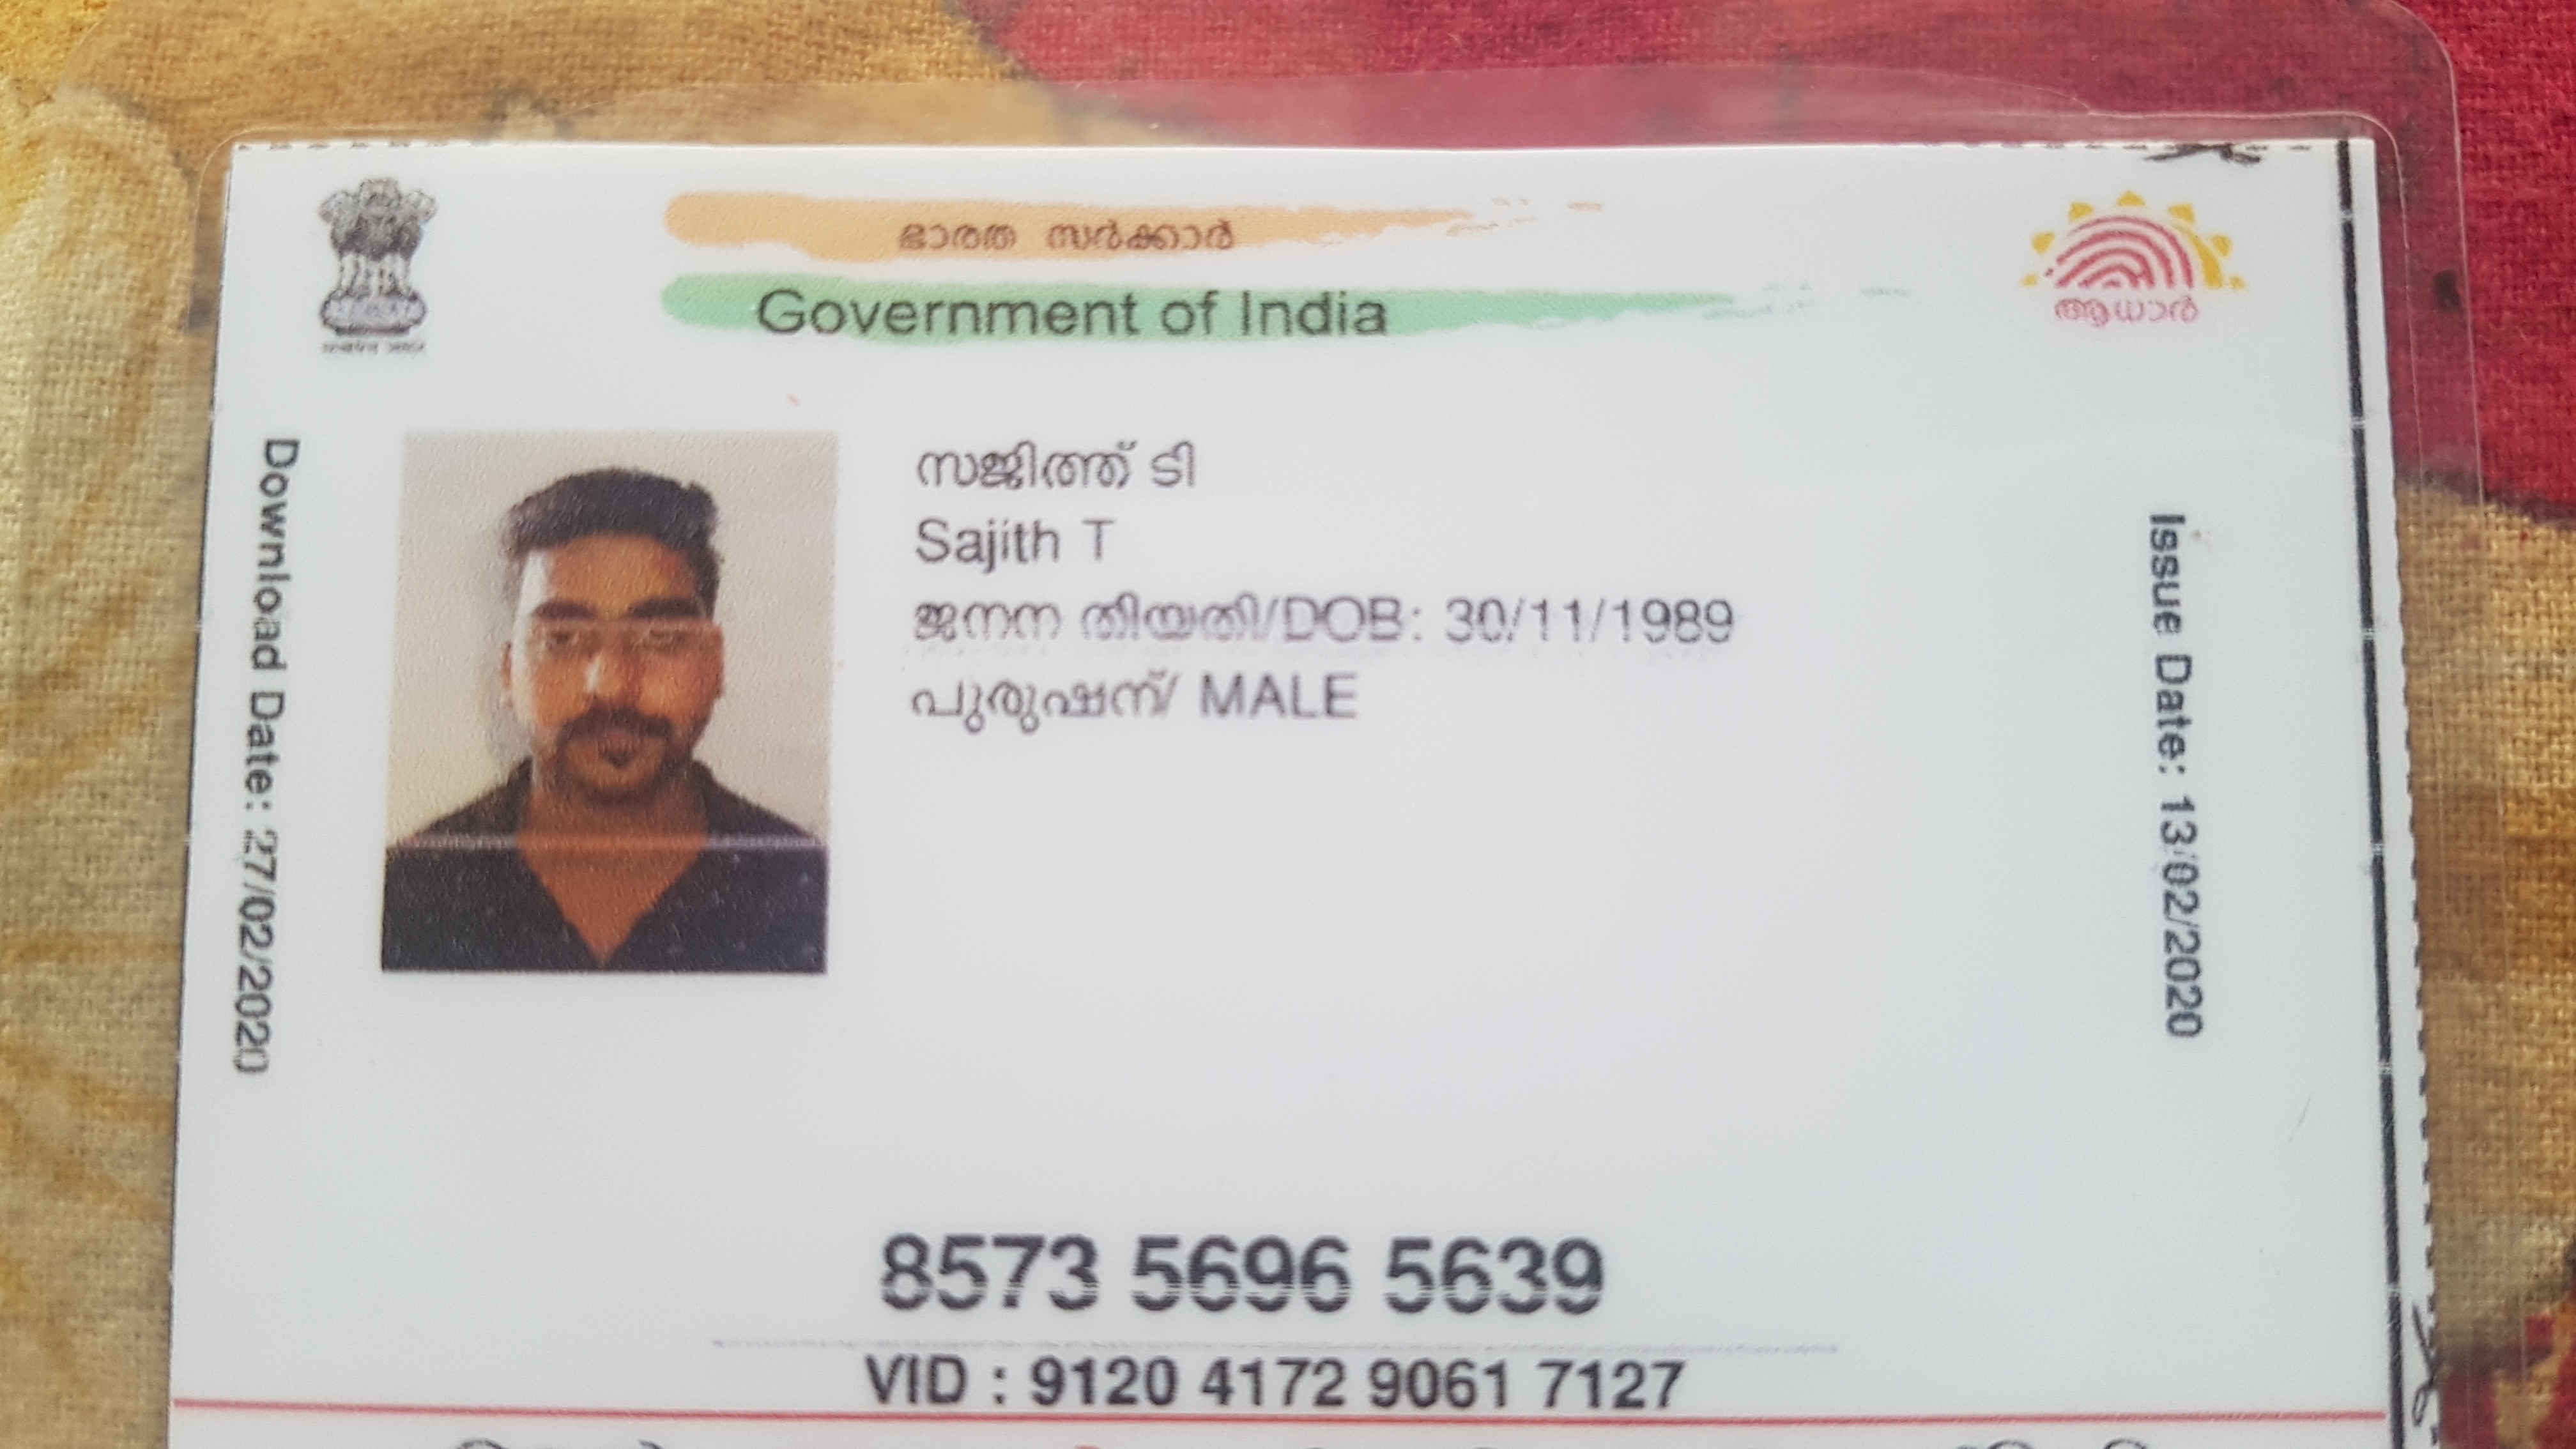 ഭാരത സർക്കാർ
Government of India
ആധാർ
Download Date: 27/02/2020
സജിത്ത് ടി
Sajith T
ജനന തിയതി/DOB: 30/11/1989
പുരുഷന്/ MALE
Issue Date: 13/02/2020
8573 5696 5639
VID : 9120 4172 9061 7127